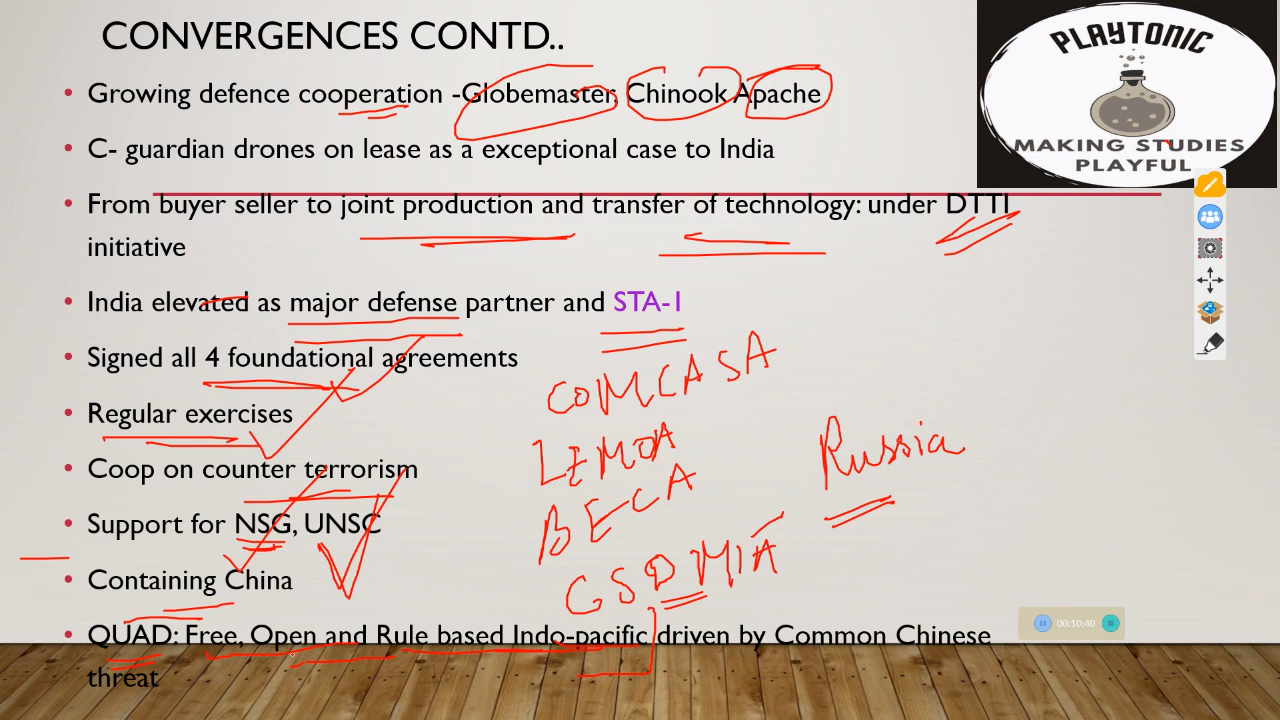 CONVERGENCES CONTD..
PLAYTONIC
MAKING STUDIES
PLAYFUL
• Growing defence cooperation -Globemaster, Chinook Apache
• C- guardian drones on lease as a exceptional case to India
• From buyer seller to joint production and transfer of technology: under DTTI
initiative
• India elevated as major defense partner and STA-1
• Signed all 4 foundational agreements
COMCASA
• Regular exercises
LEMOA
Russia
• Coop on counter terrorism
BECA
• Support for NSG, UNSC
GSOMIA
• Containing China
00:10:40
• QUAD: Free, Open and Rule based Indo-pacific driven by Common Chinese
threat